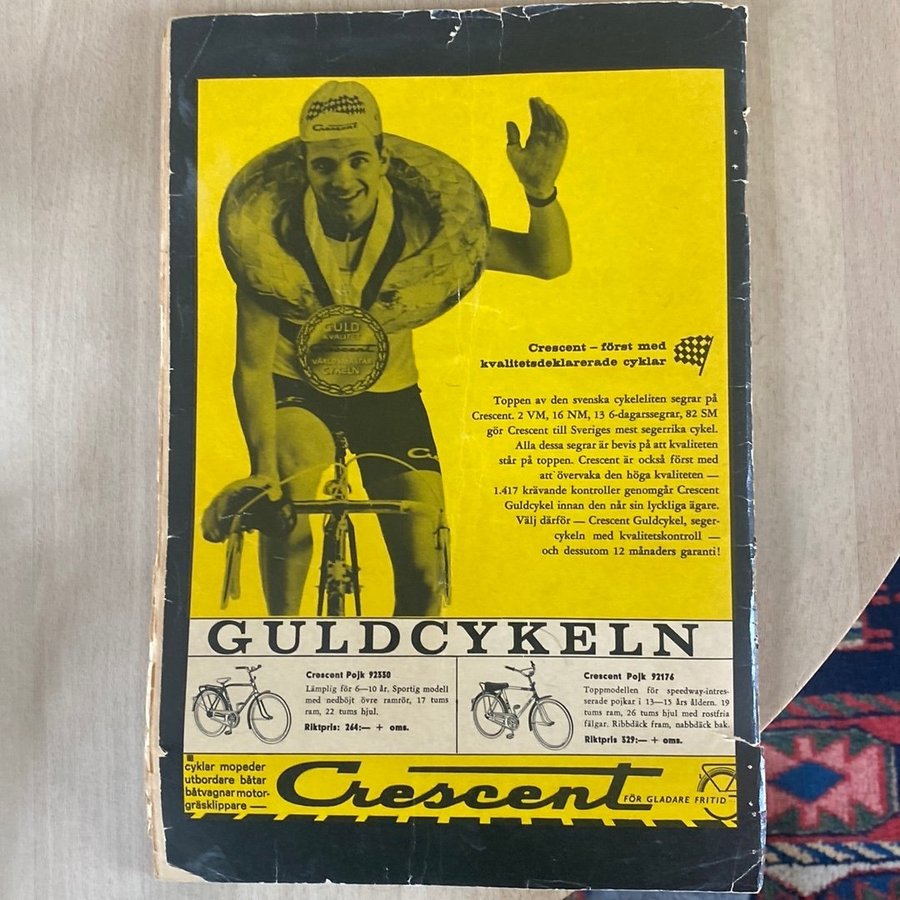 Crescent
GULD
KVALITET
VÄRLDSMÄSTAR
CYKELN
Crescent – först med
kvalitetsdeklarerade cyklar
Toppen av den svenska cykeleliten segrar på
Crescent. 2 VM, 16 NM, 13 6-dagarssegrar, 82 SM
gör Crescent till Sveriges mest segerrika cykel.
Alla dessa segrar är bevis på att kvaliteten
står på toppen. Crescent är också först med
att övervaka den höga kvaliteten —
1.417 krävande kontroller genomgår Crescent
Guldcykel innan den når sin lyckliga ägare.
Välj därför — Crescent Guldcykel, seger-
cykeln med kvalitetskontroll —
och dessutom 12 månaders garanti!
GULDCYKELN
Crescent Pojk 92350
Lämplig för 6—10 år. Sportig modell
med nedböjt övre ramrör, 17 tums
ram, 22 tums hjul.
Riktpris: 264:— + oms.
Crescent Pojk 92176
Toppmodellen för speedway-intres-
serade pojkar i 13—15 års åldern. 19
tums ram, 26 tums hjul med rostfria
fälgar. Ribbdäck fram, nabbdäck bak.
Riktpris 329:— + oms.
cyklar mopeder
utbordare båtar
båtvagnar motor-
gräsklippare —
Crescent
FÖR GLADARE FRITID